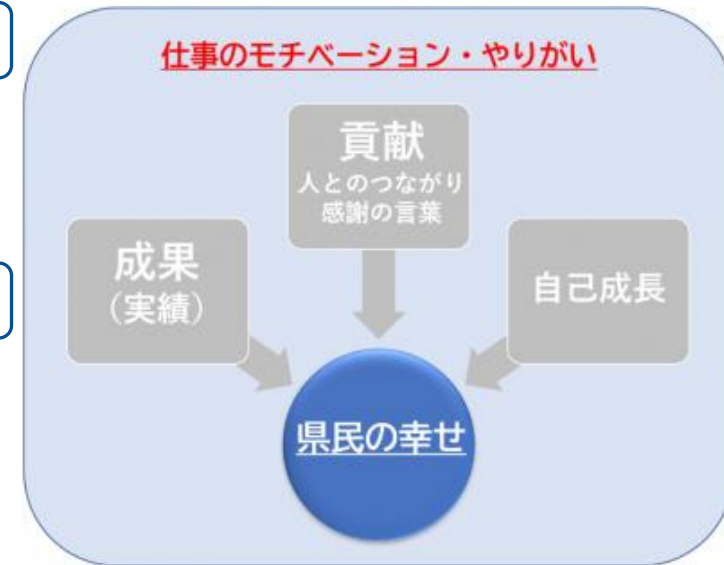 仕事のモチベーション・やりがい
貢献
人とのつながり
感謝の言葉
成果
（実績）
自己成長
県民の幸せ